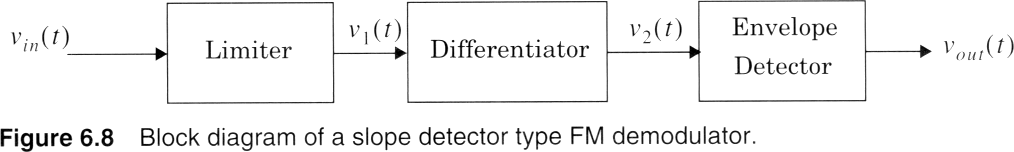 v_in(t)
Limiter
v_1(t)
Differentiator
v_2(t)
Envelope
Detector
v_out(t)
Figure 6.8 Block diagram of a slope detector type FM demodulator.